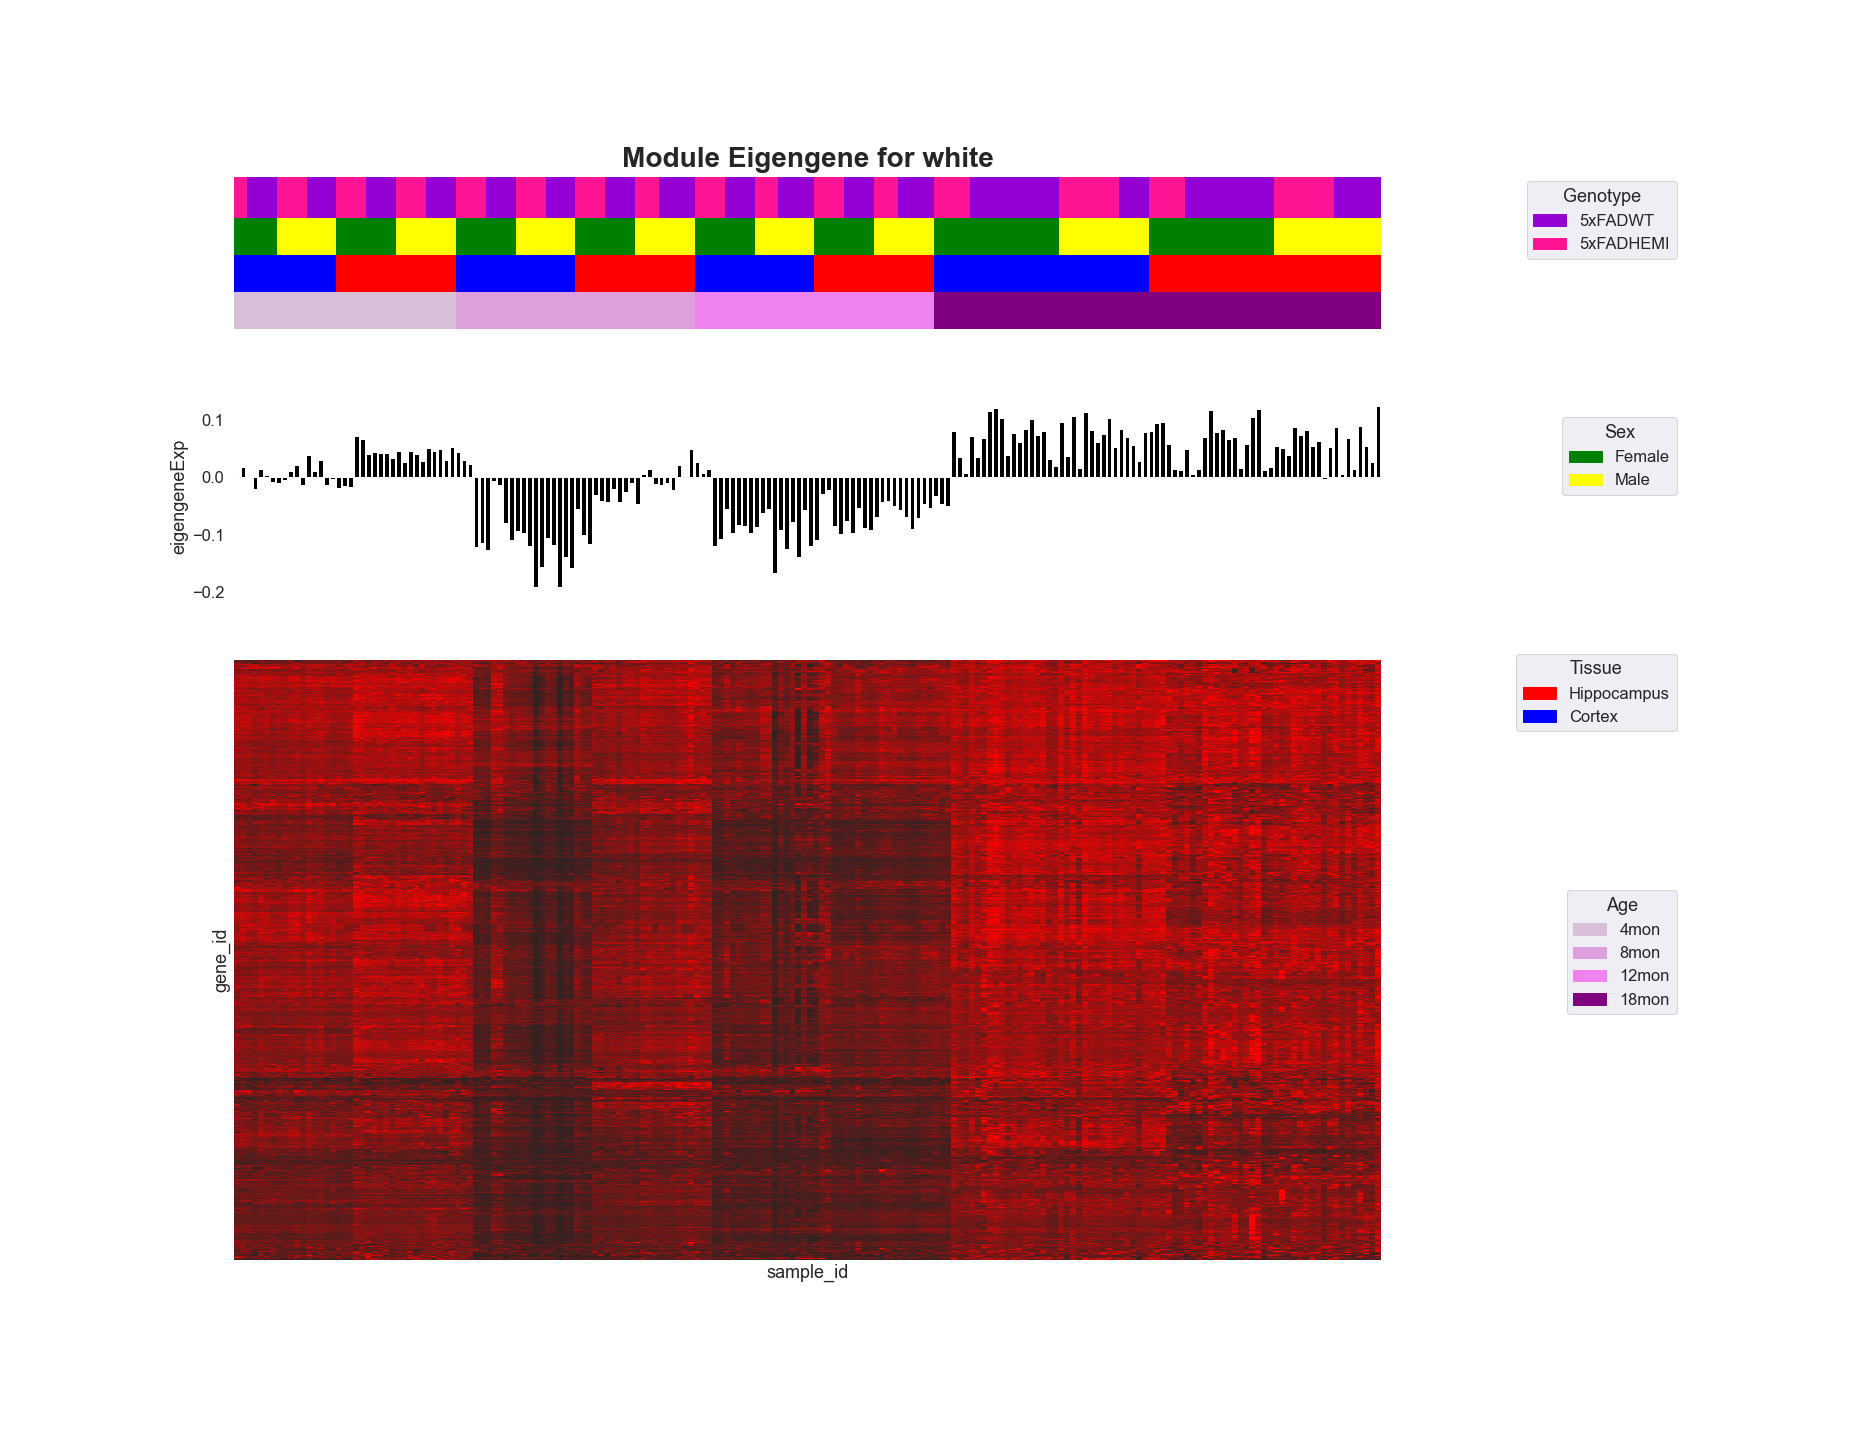 Module Eigengene for white
Genotype
5xFADWT
5xFADHEMI
eigengeneExp
0.1
0.0
−0.1
−0.2
Sex
Female
Male
Tissue
Hippocampus
Cortex
gene_id
Age
4mon
8mon
12mon
18mon
sample_id